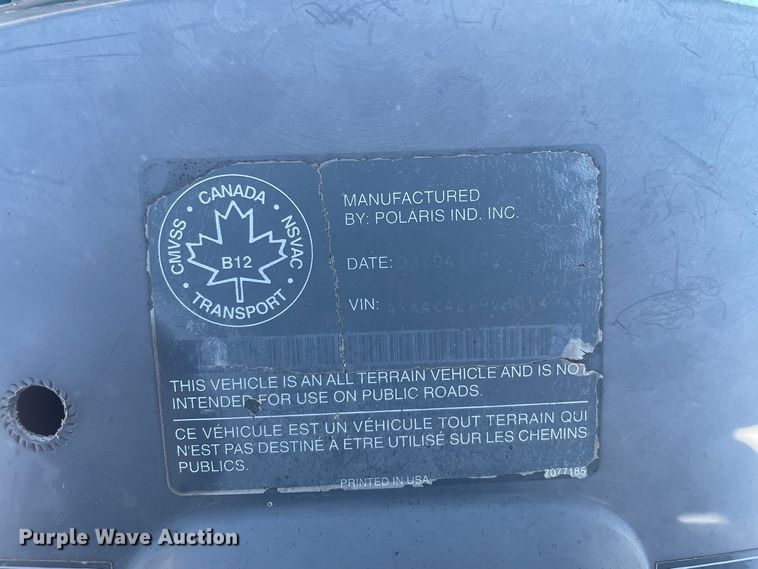 CMVSS • CANADA • NSVAC
B12
• TRANSPORT •
MANUFACTURED
BY: POLARIS IND. INC.
DATE:
VIN:
THIS VEHICLE IS AN ALL TERRAIN VEHICLE AND IS NOT
INTENDED FOR USE ON PUBLIC ROADS.
CE VÉHICULE EST UN VÉHICULE TOUT TERRAIN QUI
N'EST PAS DESTINÉ A ÉTRE UTILISÉ SUR LES CHEMINS
PUBLICS.
PRINTED IN USA
7077185
Purple Wave Auction